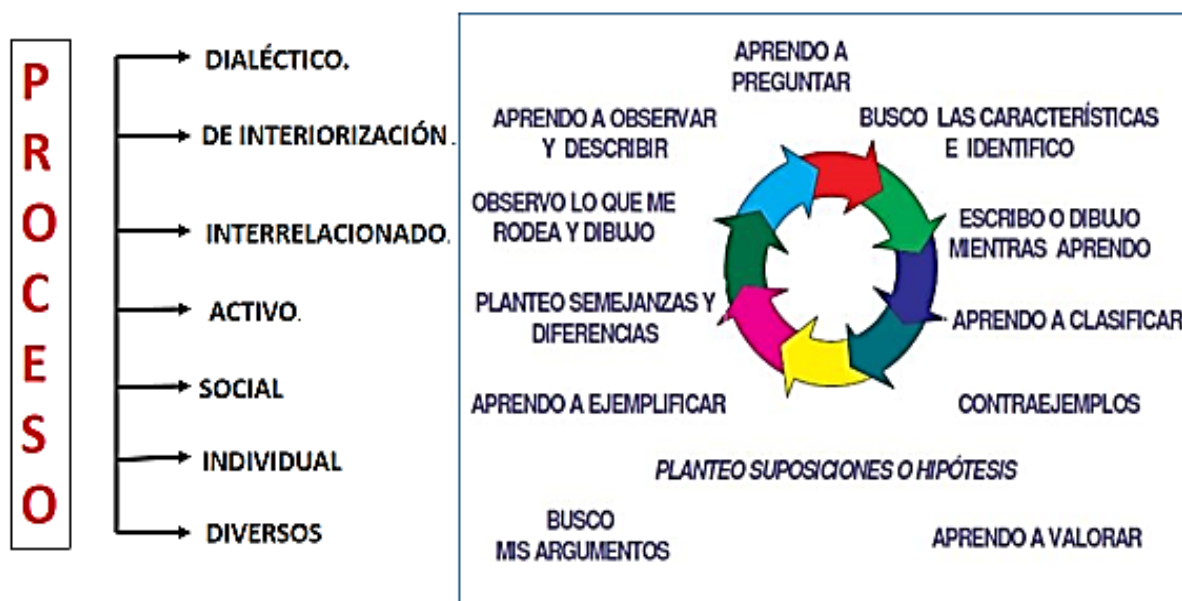 PROCESO
DIALÉCTICO.
DE INTERIORIZACIÓN.
INTERRELACIONADO.
ACTIVO.
SOCIAL
INDIVIDUAL
DIVERSOS
APRENDO A
PREGUNTAR
BUSCO LAS CARACTERÍSTICAS
E IDENTIFICO
ESCRIBO O DIBUJO
MIENTRAS APRENDO
APRENDO A CLASIFICAR
CONTRAEJEMPLOS
APRENDO A OBSERVAR
Y DESCRIBIR
OBSERVO LO QUE ME
RODEA Y DIBUJO
PLANTEO SEMEJANZAS Y
DIFERENCIAS
APRENDO A EJEMPLIFICAR
PLANTEO SUPOSICIONES O HIPÓTESIS
BUSCO
MIS ARGUMENTOS
APRENDO A VALORAR